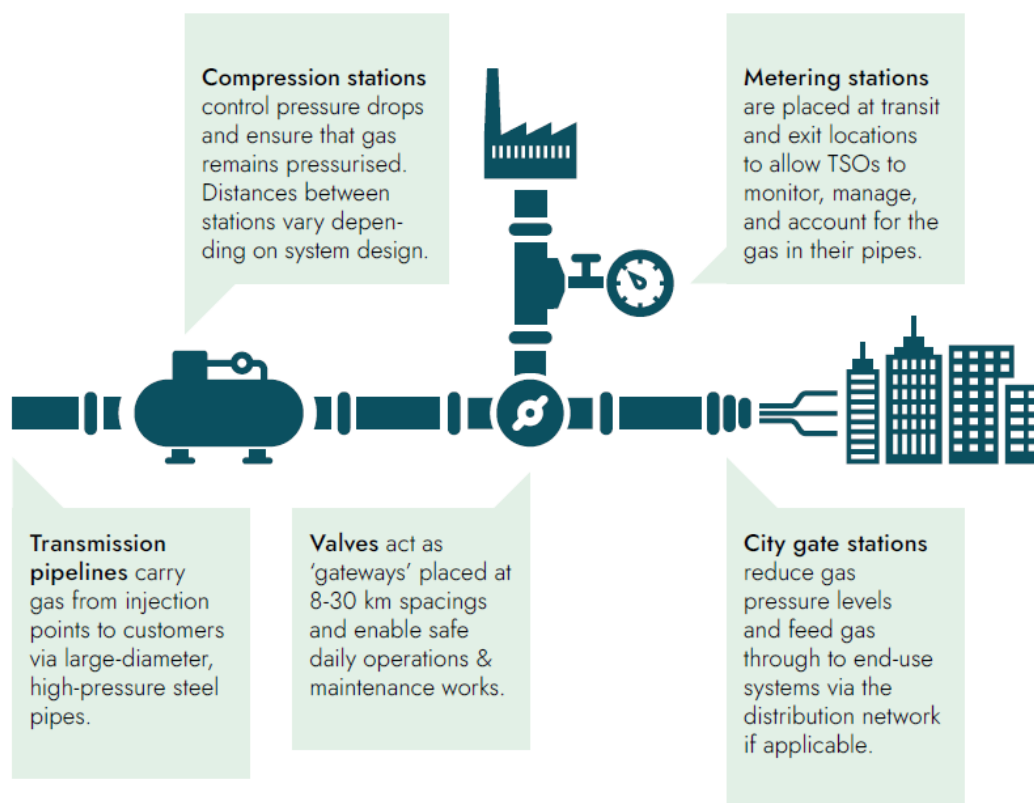 Compression stations
control pressure drops
and ensure that gas
remains pressurised.
Distances between
stations vary depen-
ding on system design.
Metering stations
are placed at transit
and exit locations
to allow TSOs to
monitor, manage,
and account for the
gas in their pipes.
Transmission
pipelines carry
gas from injection
points to customers
via large-diameter,
high-pressure steel
pipes.
Valves act as
‘gateways’ placed at
8-30 km spacings
and enable safe
daily operations &
maintenance works.
City gate stations
reduce gas
pressure levels
and feed gas
through to end-use
systems via the
distribution network
if applicable.